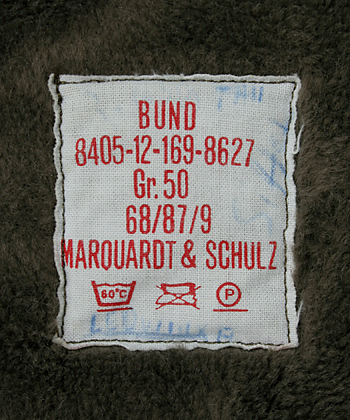 BUND
8405-12-169-8627
Gr. 50
68/87/9
MARQUARDT & SCHULZ
60°C P